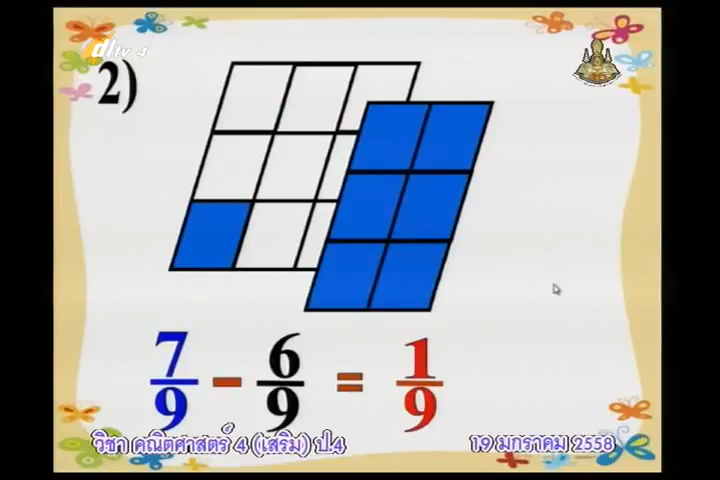 dltv 4
2)
7/9 - 6/9 = 1/9
วิชา คณิตศาสตร์ 4 (เสริม) ป.4 19 มกราคม 2558